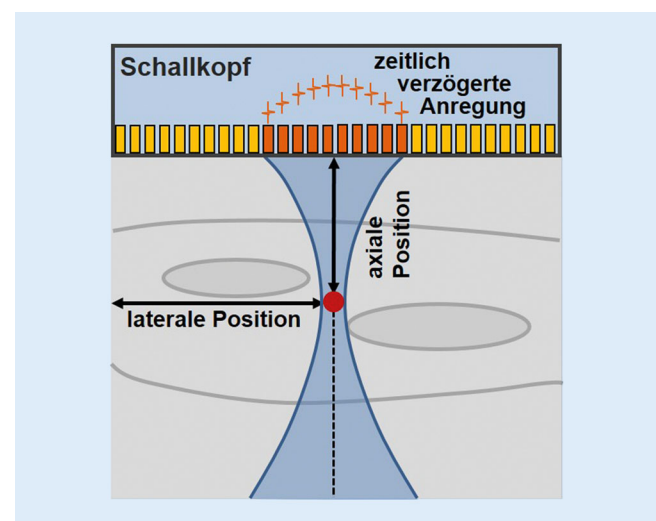 Schallkopf
zeitlich
verzögerte
Anregung
axiale
Position
laterale Position